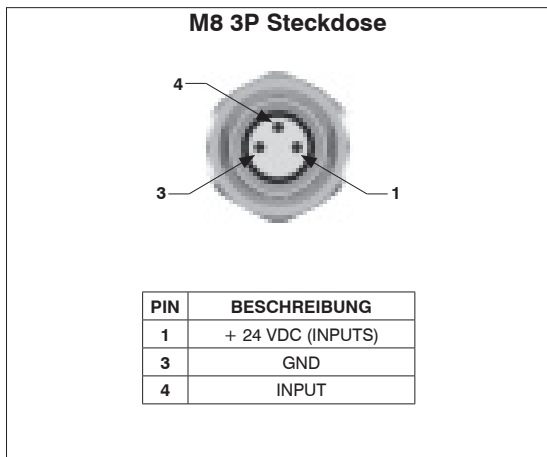 M8 3P Steckdose
4
3
1
PIN BESCHREIBUNG
1 + 24 VDC (INPUTS)
3 GND
4 INPUT